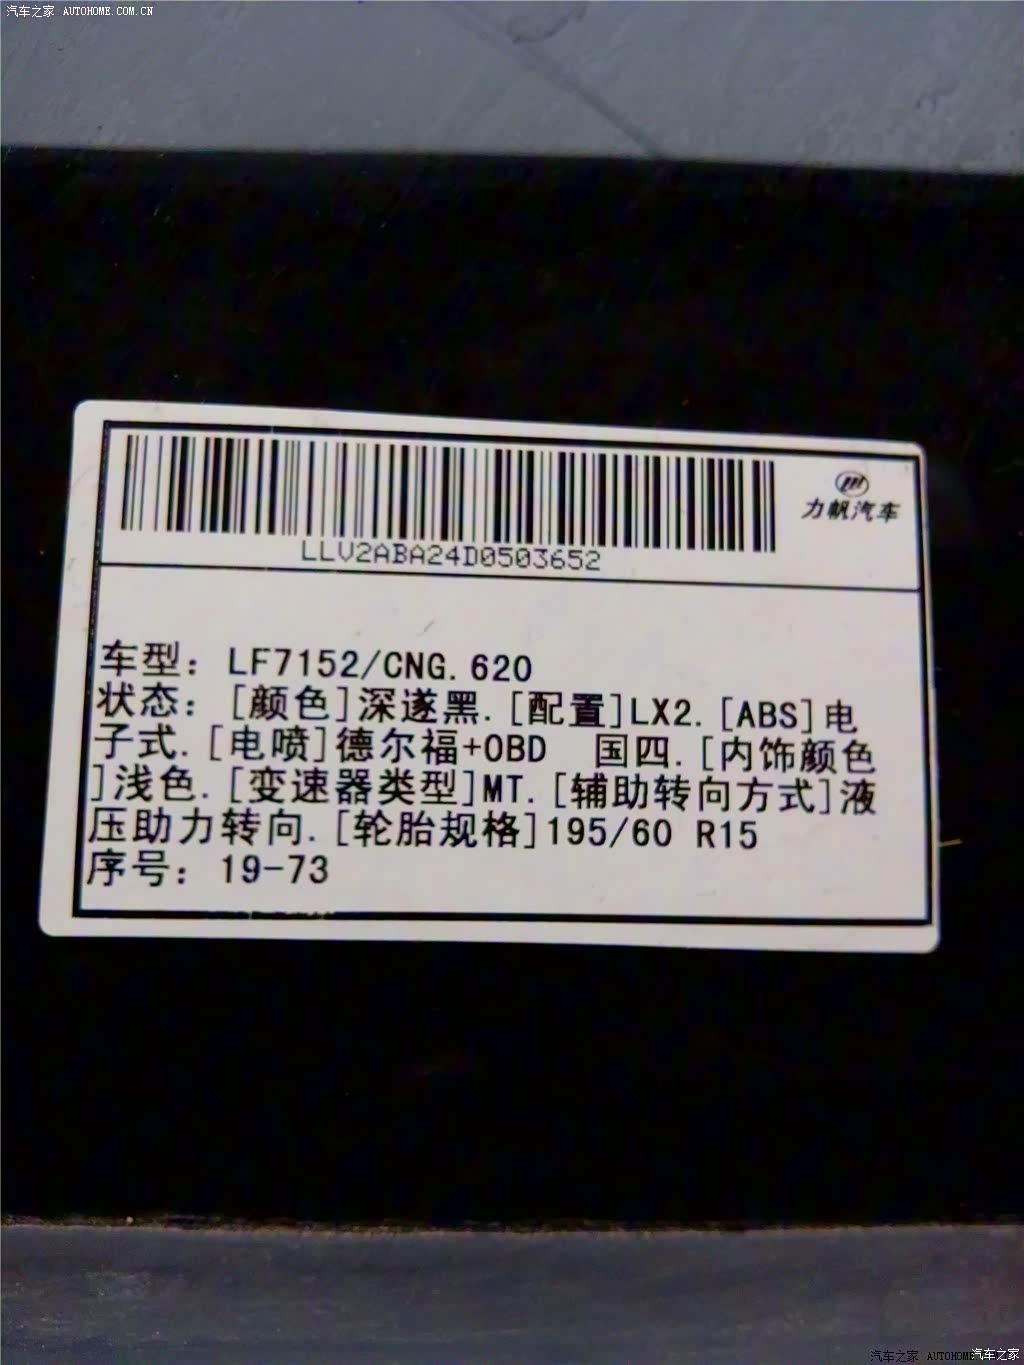 汽车之家 AUTOHOME.COM.CN
力帆汽车
LLV2ABA24D0503652
车型：LF7152/CNG.620
状态：[颜色]深遂黑.[配置]LX2.[ABS]电
子式.[电喷]德尔福+OBD 国四.[内饰颜色
]浅色.[变速器类型]MT.[辅助转向方式]液
压助力转向.[轮胎规格]195/60 R15
序号：19-73
汽车之家 AUTOHOME.COM.CN
汽车之家